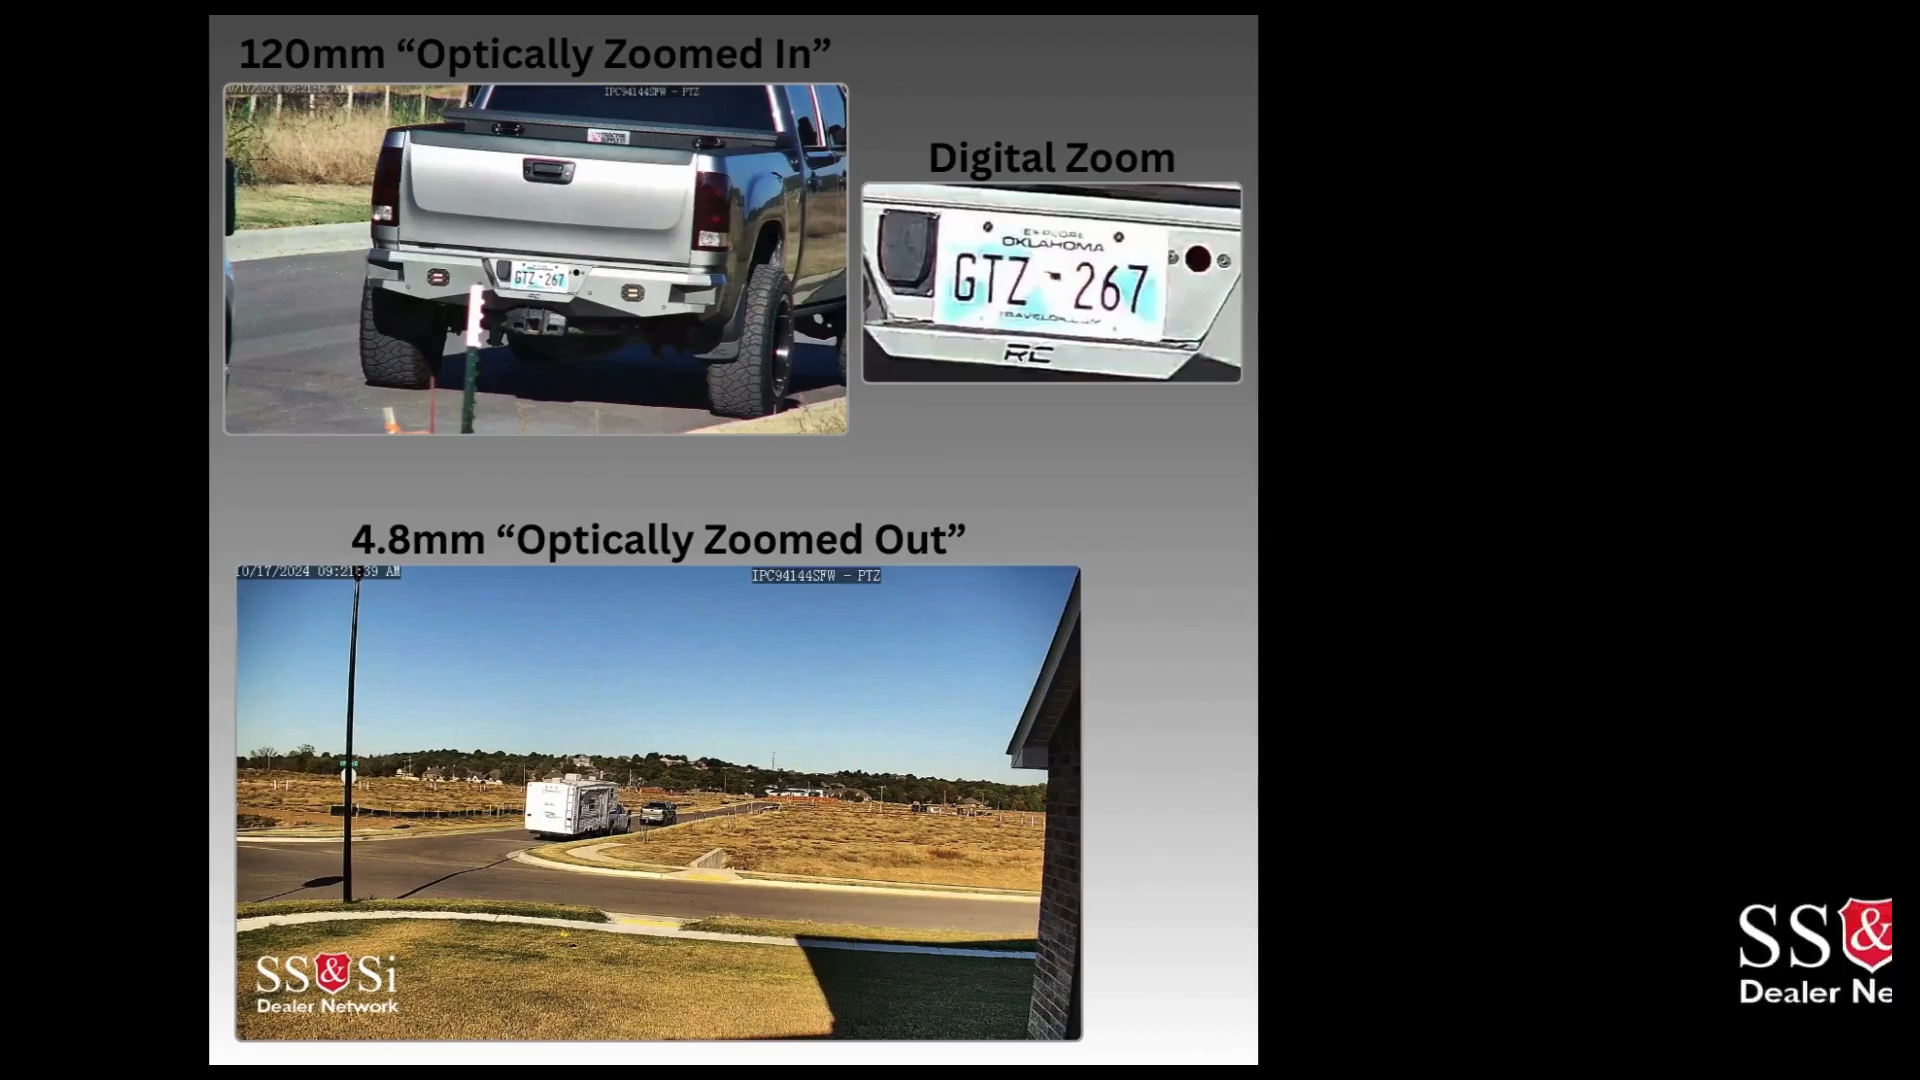 120mm “Optically Zoomed In”
IPC94144SFW - PTZ
GTZ-267
Digital Zoom
EXPLORE
OKLAHOMA
GTZ-267
RC
4.8mm “Optically Zoomed Out”
10/17/2024 09:21:39 AM
IPC94144SFW - PTZ
SS&Si
Dealer Network
SS&
Dealer Ne